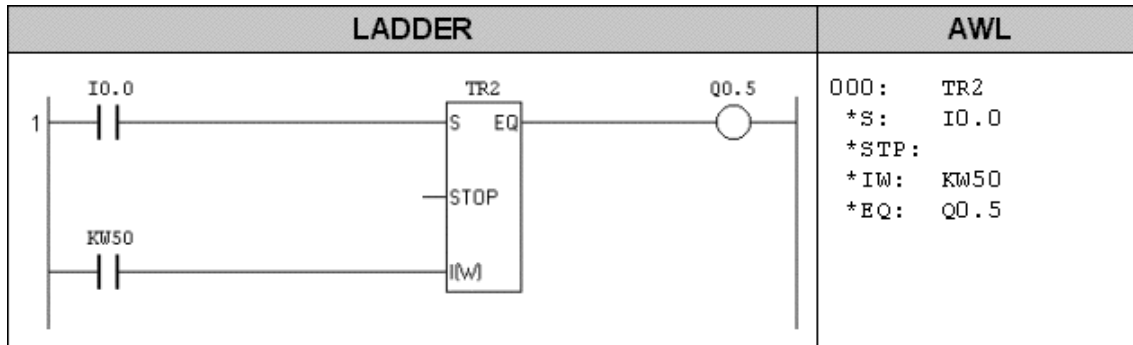 LADDER
AWL
I0.0
TR2
Q0.5
1
S EQ
STOP
KW50
I(W)
000: TR2
*S: I0.0
*STP:
*IW: KW50
*EQ: Q0.5